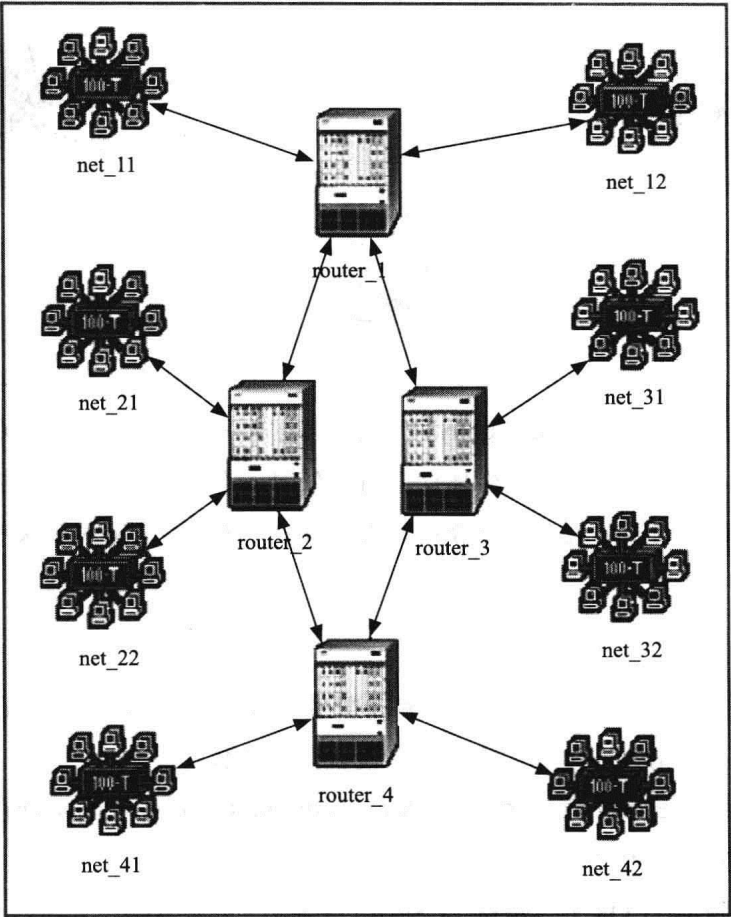 100-T
100-T
net_11
net_12
router_1
100-T
100-T
net_21
net_31
router_2
router_3
100-T
100-T
net_22
net_32
100-T
100-T
router_4
net_41
net_42